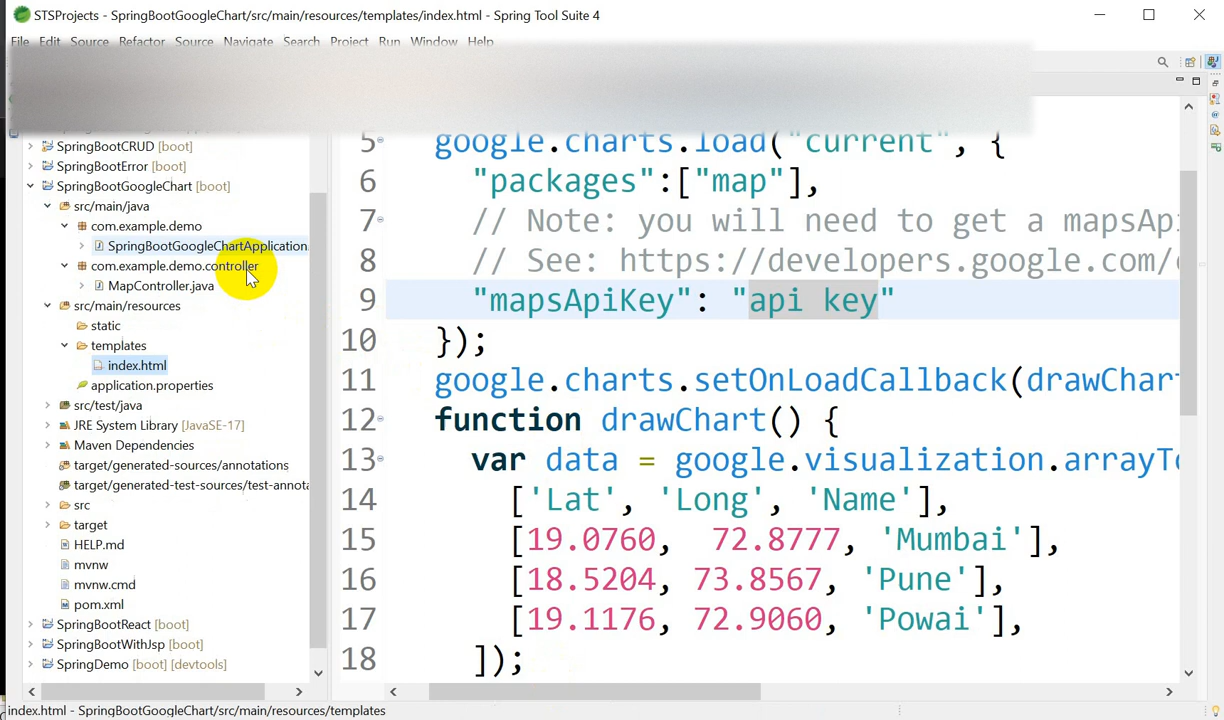 STSProjects - SpringBootGoogleChart/src/main/resources/templates/index.html - Spring Tool Suite 4
File Edit Source Refactor Source Navigate Search Project Run Window Help
SpringBootCRUD [boot]
SpringBootError [boot]
SpringBootGoogleChart [boot]
src/main/java
com.example.demo
SpringBootGoogleChartApplication.
com.example.demo.controller
MapController.java
src/main/resources
static
templates
index.html
application.properties
src/test/java
JRE System Library [JavaSE-17]
Maven Dependencies
target/generated-sources/annotations
target/generated-test-sources/test-annota
src
target
HELP.md
mvnw
mvnw.cmd
pom.xml
SpringBootReact [boot]
SpringBootWithJsp [boot]
SpringDemo [boot] [devtools]
5 google.charts.load("current", {
6 "packages":["map"],
7 // Note: you will need to get a mapsAp
8 // See: https://developers.google.com/
9 "mapsApiKey": "api key"
10 });
11 google.charts.setOnLoadCallback(drawChar
12 function drawChart() {
13 var data = google.visualization.arrayT
14 ['Lat', 'Long', 'Name'],
15 [19.0760, 72.8777, 'Mumbai'],
16 [18.5204, 73.8567, 'Pune'],
17 [19.1176, 72.9060, 'Powai'],
18 ]);
index.html - SpringBootGoogleChart/src/main/resources/templates